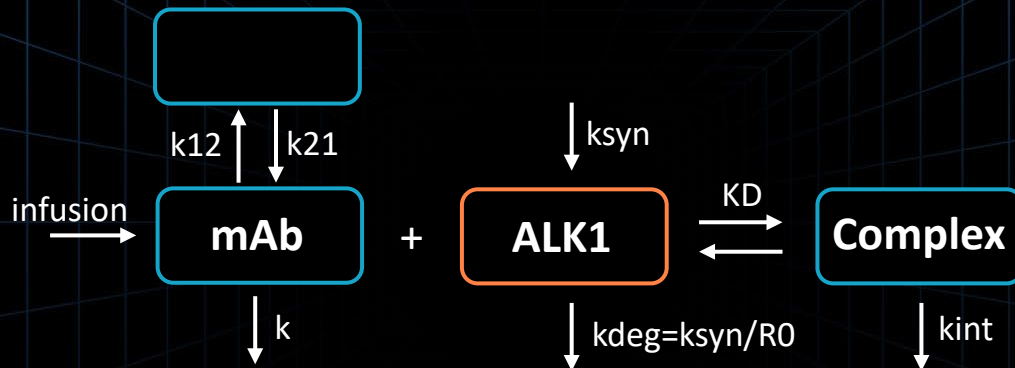 k12
k21
ksyn
infusion
mAb
+
ALK1
KD
Complex
k
kdeg=ksyn/R0
kint